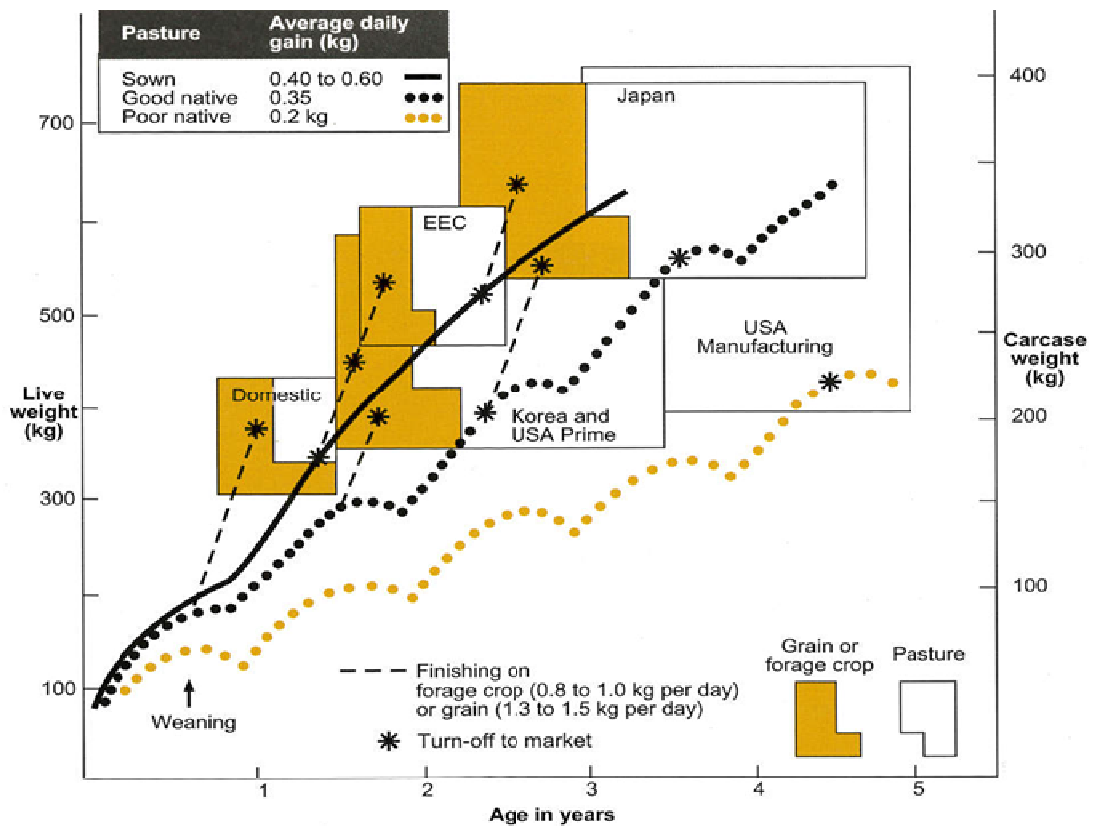 Pasture Average daily gain (kg)
Sown 0.40 to 0.60
Good native 0.35
Poor native 0.2 kg
700
500
300
100
Live
weight
(kg)
400
300
200
100
Carcase
weight
(kg)
Japan
EEC
USA
Manufacturing
Domestic
Korea and
USA Prime
Weaning
Finishing on
forage crop (0.8 to 1.0 kg per day)
or grain (1.3 to 1.5 kg per day)
Turn-off to market
Grain or
forage crop
Pasture
1 2 3 4 5
Age in years